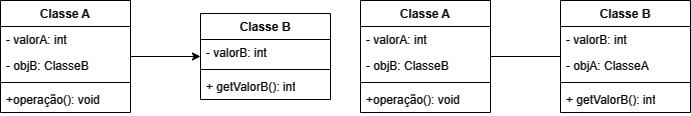 Classe A
- valorA: int
- objB: ClasseB
+operação(): void
Classe B
- valorB: int
+ getValorB(): int
Classe A
- valorA: int
- objB: ClasseB
+operação(): void
Classe B
- valorB: int
- objA: ClasseA
+ getValorB(): int